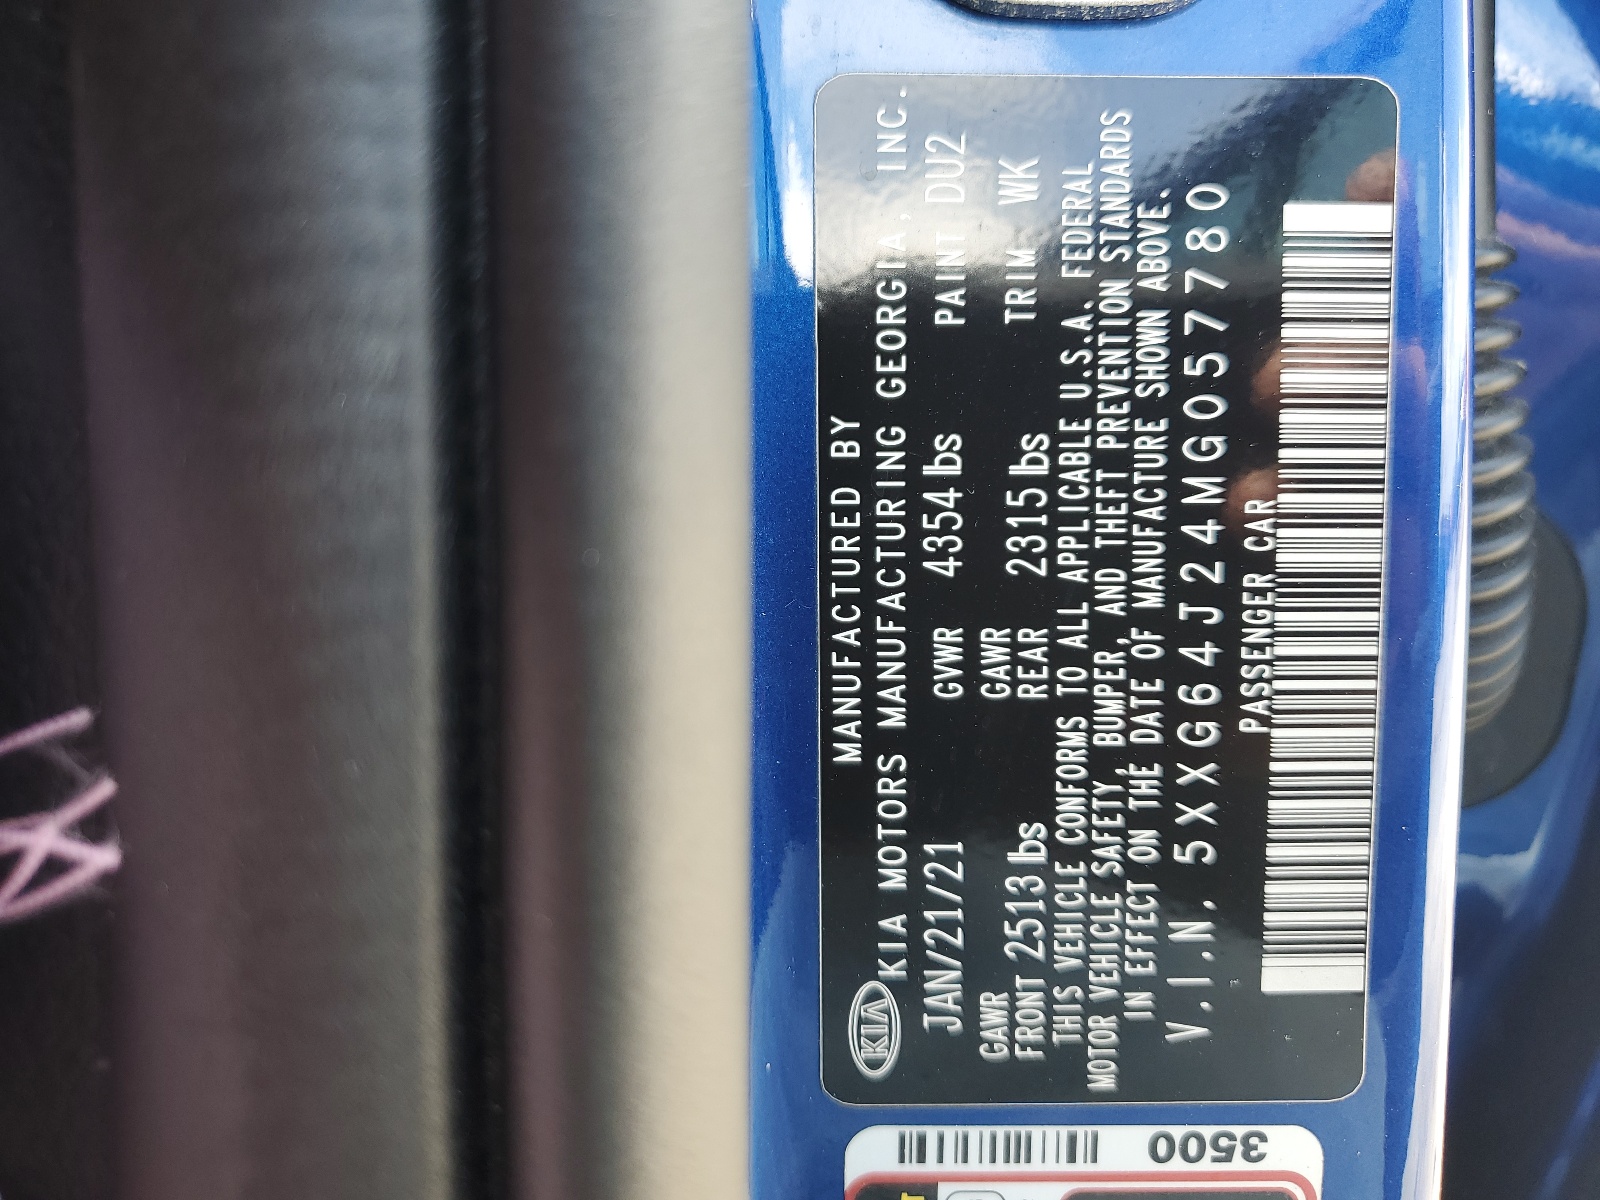 MANUFACTURED BY
KIA KIA MOTORS MANUFACTURING GEORGIA, INC.
JAN/21/21 GVWR 4354 lbs PAINT DU2
GAWR GAWR
FRONT 2513 lbs REAR 2315 lbs TRIM WK
THIS VEHICLE CONFORMS TO ALL APPLICABLE U.S.A. FEDERAL
MOTOR VEHICLE SAFETY, BUMPER, AND THEFT PREVENTION STANDARDS
IN EFFECT ON THE DATE OF MANUFACTURE SHOWN ABOVE.
V.I.N. 5XXG64J24MG057780
PASSENGER CAR
3500